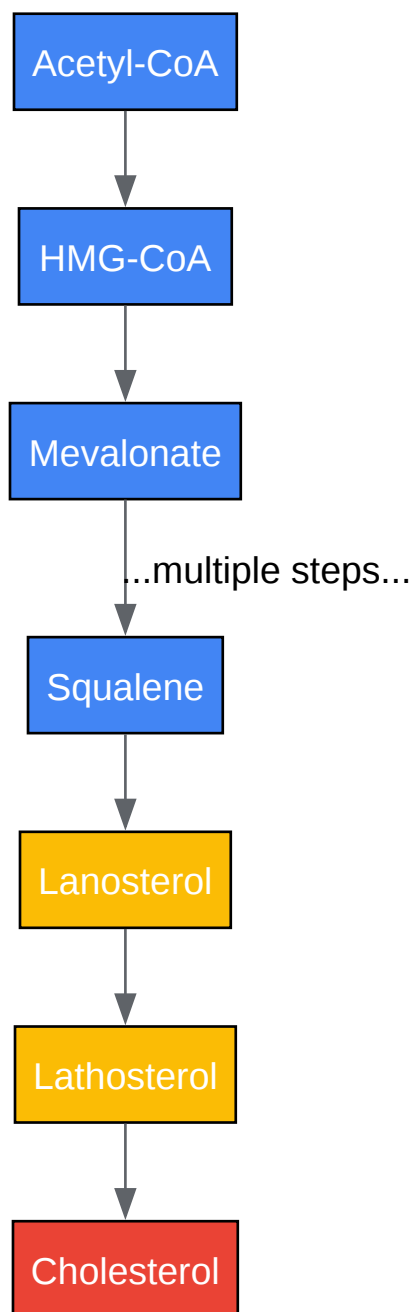 Acetyl-CoA
HMG-CoA
Mevalonate
...multiple steps...
Squalene
Lanosterol
Lathosterol
Cholesterol